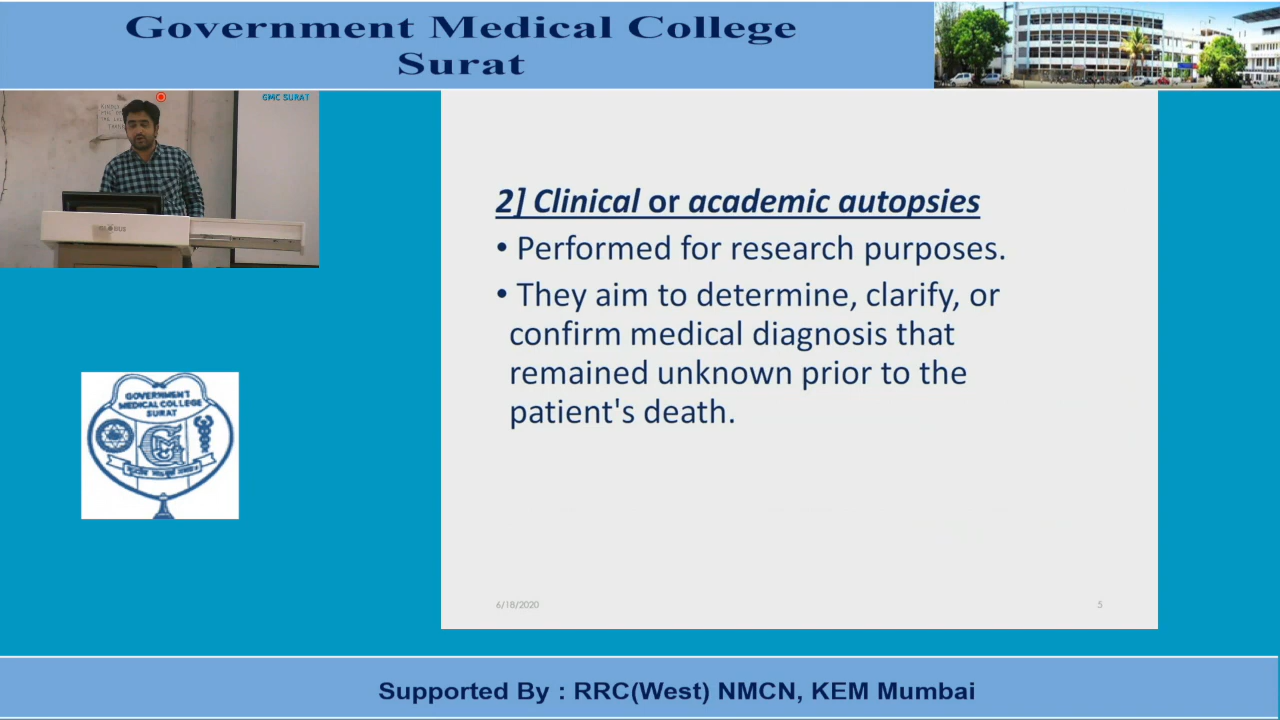 Government Medical College
Surat
GMC SURAT
2] Clinical or academic autopsies
• Performed for research purposes.
• They aim to determine, clarify, or
confirm medical diagnosis that
remained unknown prior to the
patient's death.
GOVERNMENT
MEDICAL COLLEGE
SURAT
6/18/2020
5
Supported By : RRC(West) NMCN, KEM Mumbai